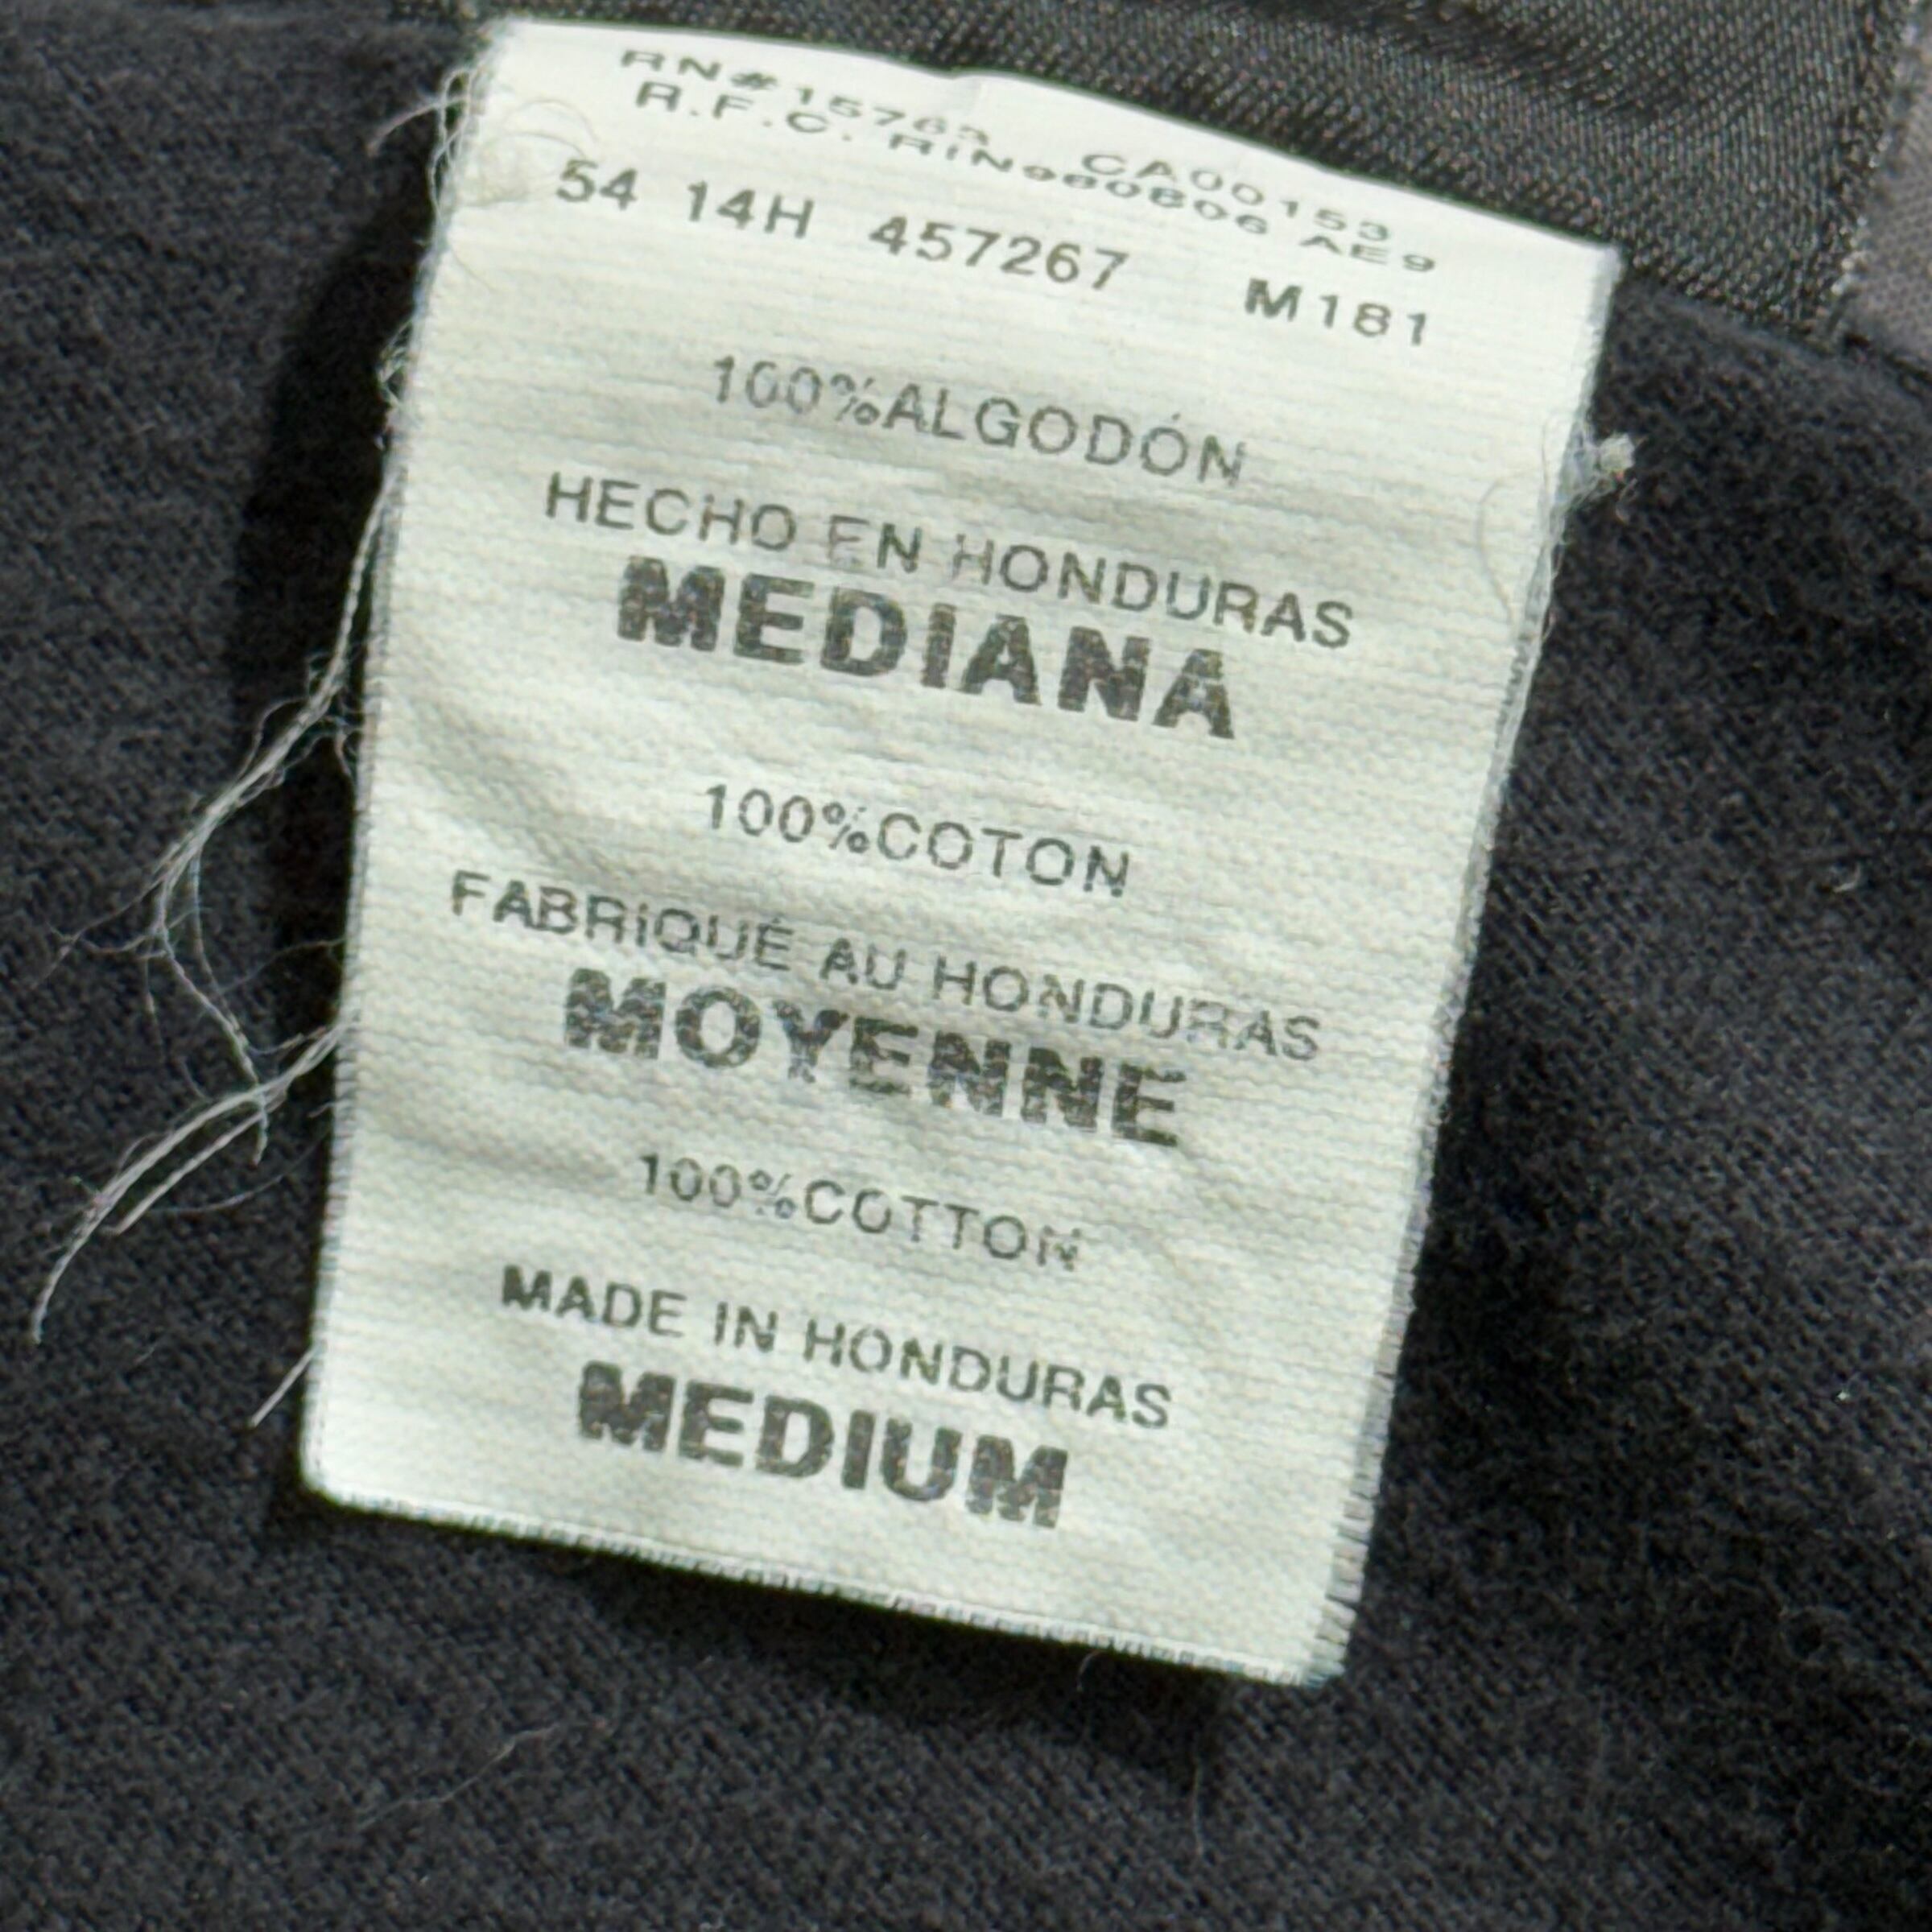 RN#15763 CA00153
R.F.C. RIN980806 AE9
54 14H 457267 M181
100%ALGODÓN
HECHO EN HONDURAS
MEDIANA
100%COTON
FABRIQUÉ AU HONDURAS
MOYENNE
100%COTTON
MADE IN HONDURAS
MEDIUM